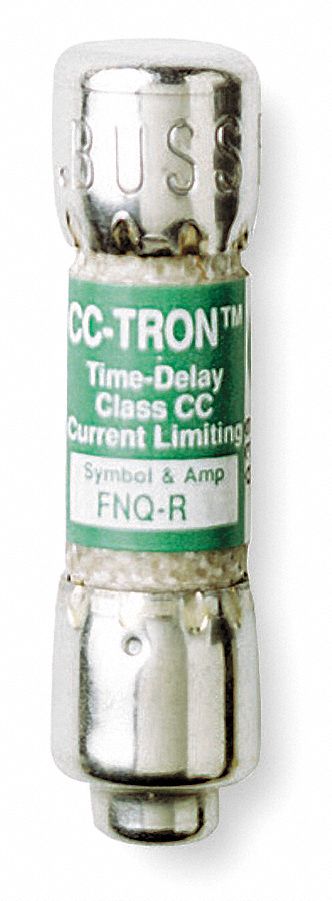 BUSS
CC-TRON™
Time-Delay
Class CC
Current Limiting
Symbol & Amp
FNQ-R